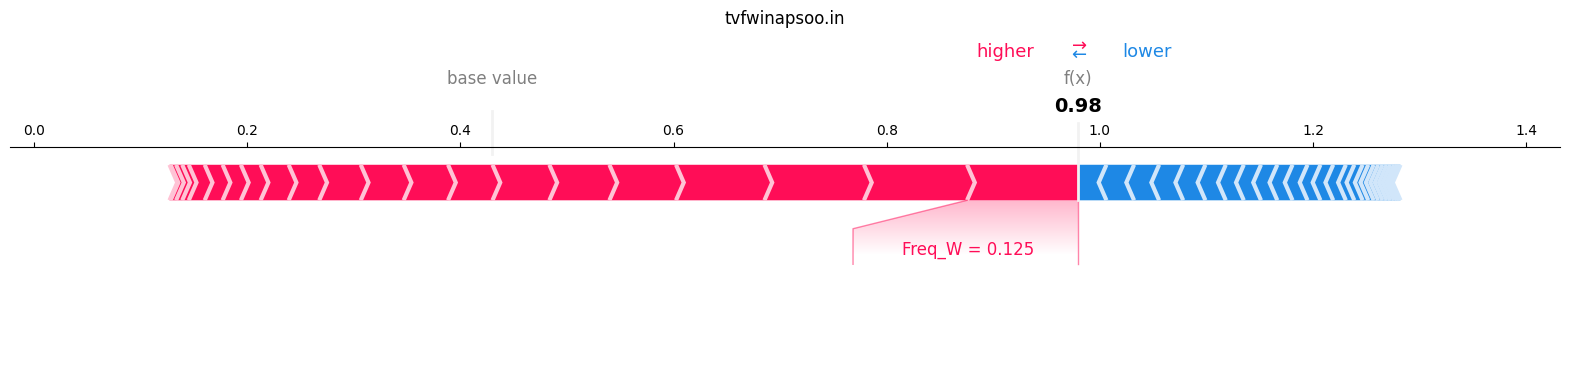 tvfwinapsoo.in
higher ⇄ lower
base value f(x)
0.98
0.0 0.2 0.4 0.6 0.8 1.0 1.2 1.4
Freq_W = 0.125